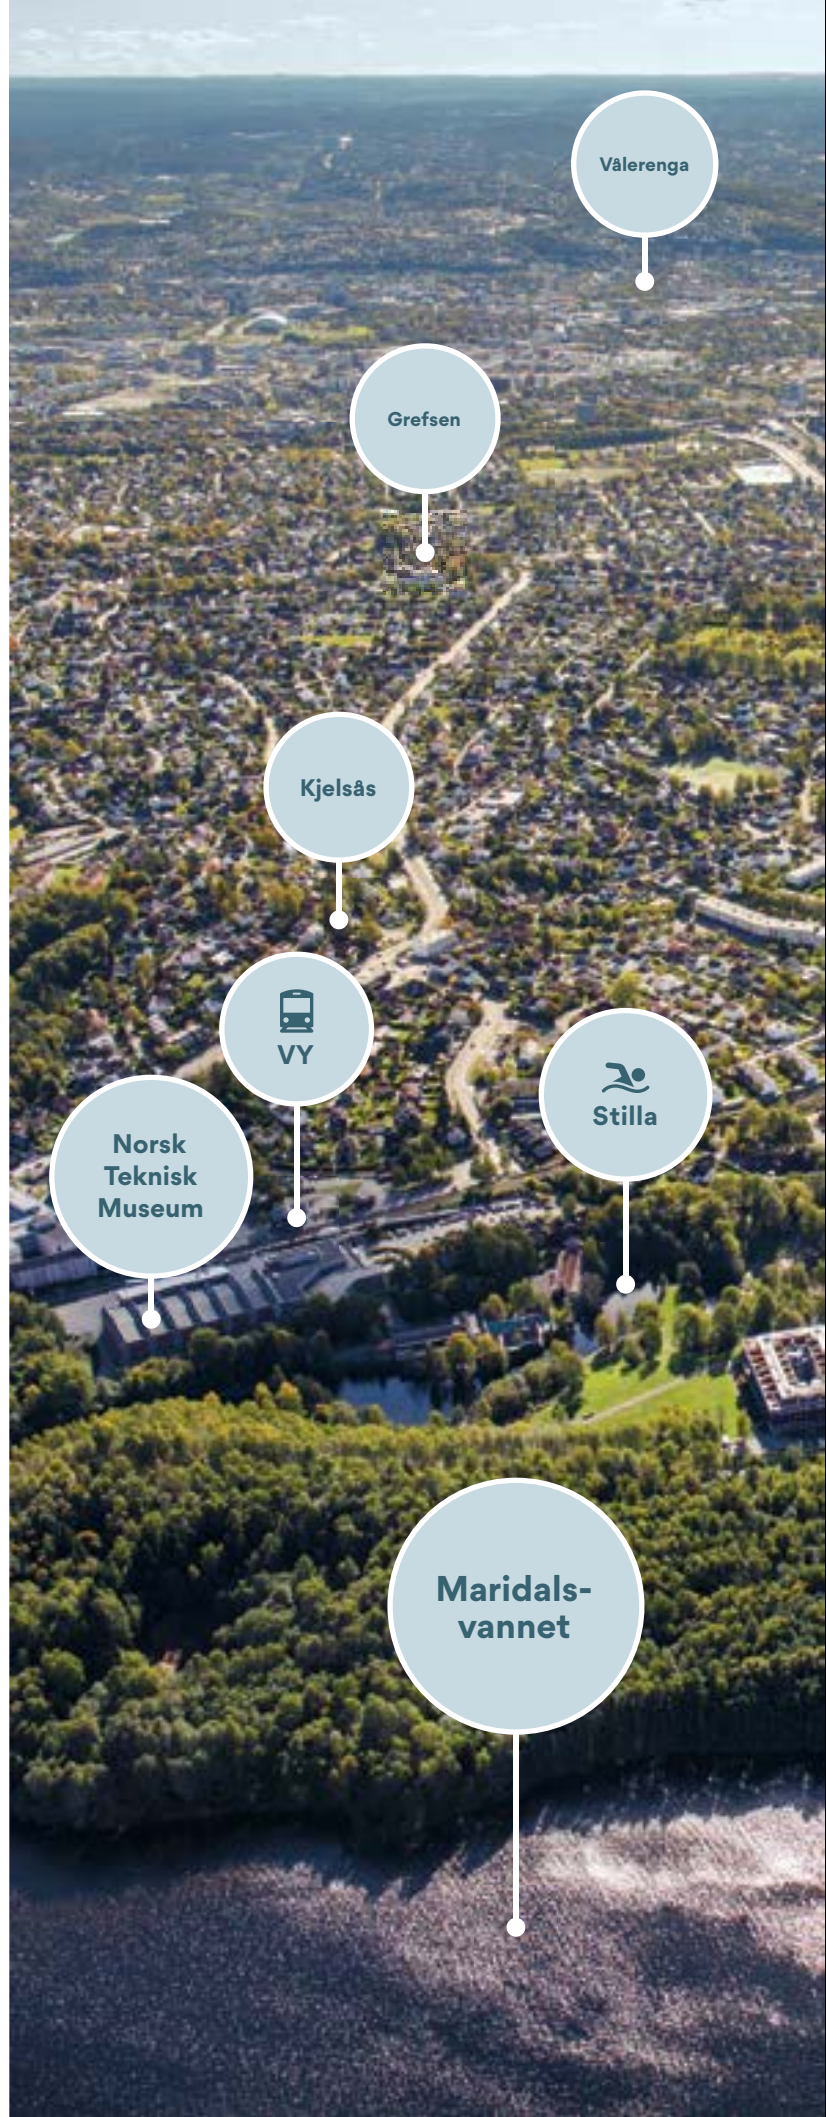 Vålerenga
Grefsen
Kjelsås
VY
Stilla
Norsk
Teknisk
Museum
Maridals-
vannet